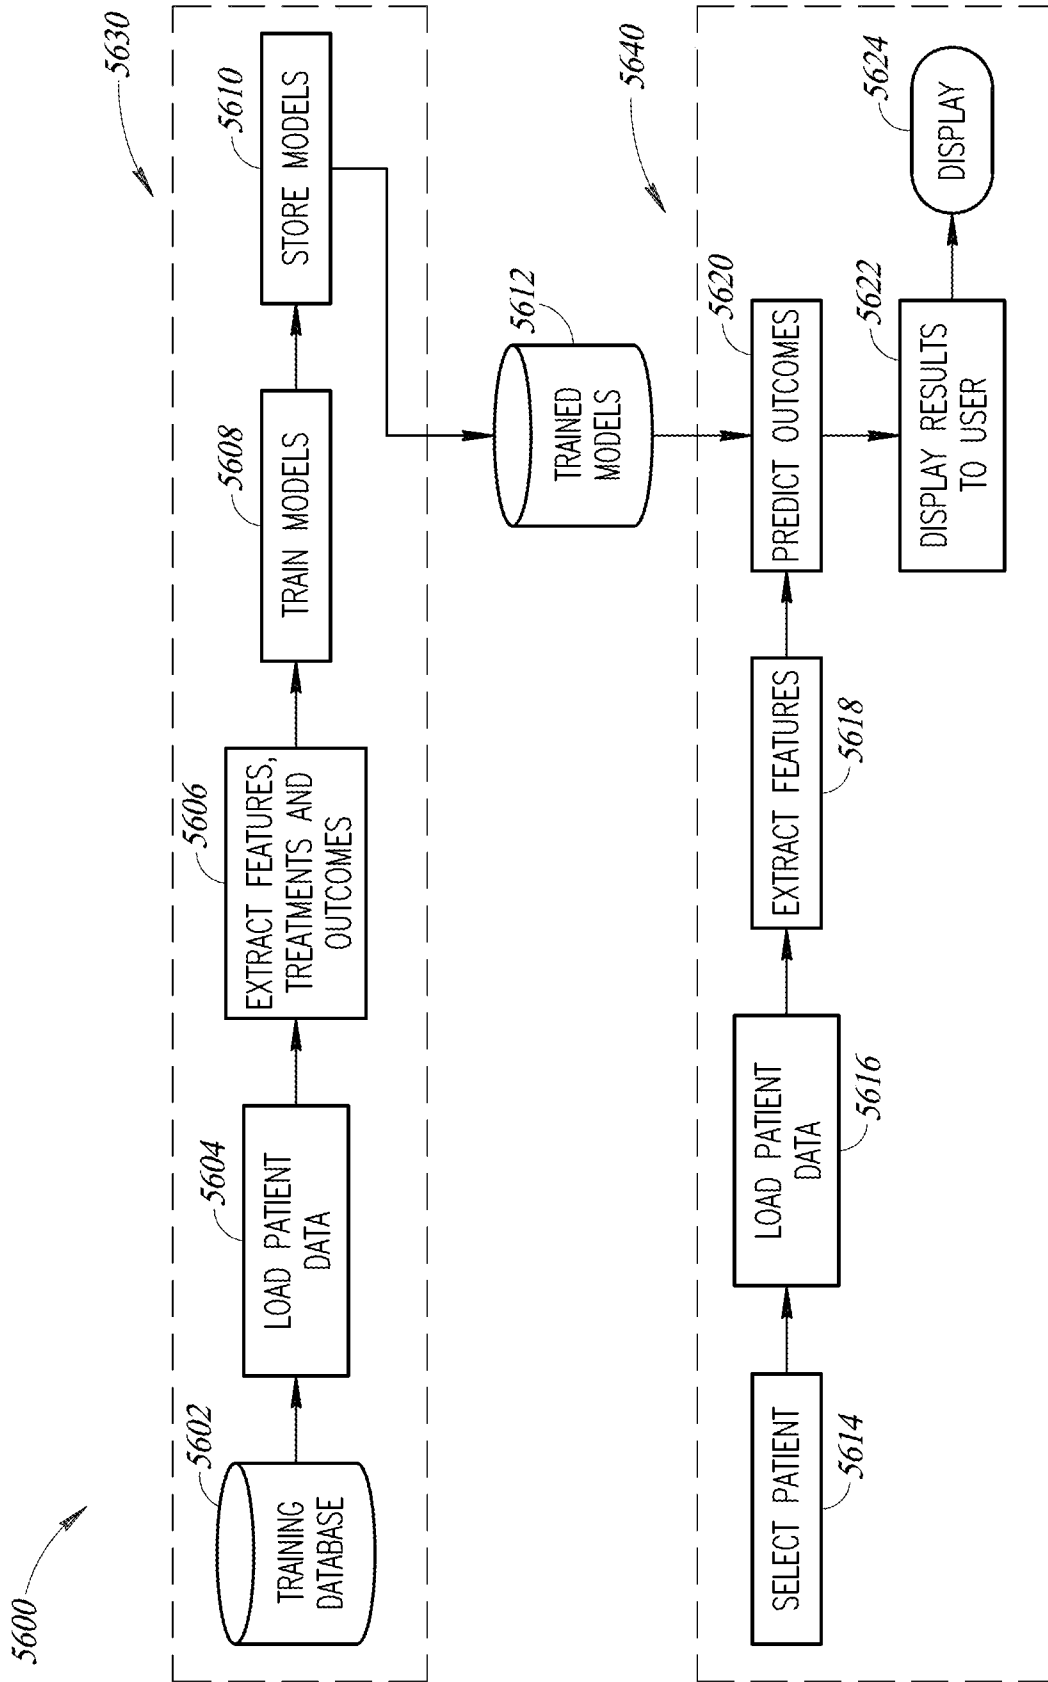 5600
5630
5602
TRAINING
DATABASE
5604
LOAD PATIENT
DATA
5606
EXTRACT FEATURES,
TREATMENTS AND
OUTCOMES
5608
TRAIN MODELS
5610
STORE MODELS
5612
TRAINED
MODELS
5640
SELECT PATIENT
5614
LOAD PATIENT
DATA
5616
EXTRACT FEATURES
5618
5620
PREDICT OUTCOMES
5622
DISPLAY RESULTS
TO USER
5624
DISPLAY